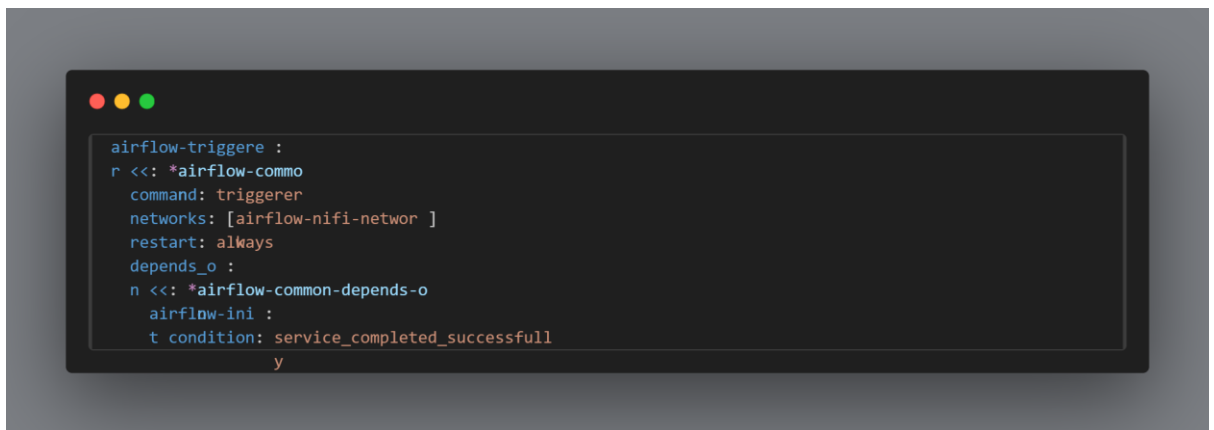 airflow-triggere :
r <<: *airflow-commo
command: triggerer
networks: [airflow-nifi-networ ]
restart: always
depends_o :
n <<: *airflow-common-depends-o
airflow-ini :
t condition: service_completed_successfull
y